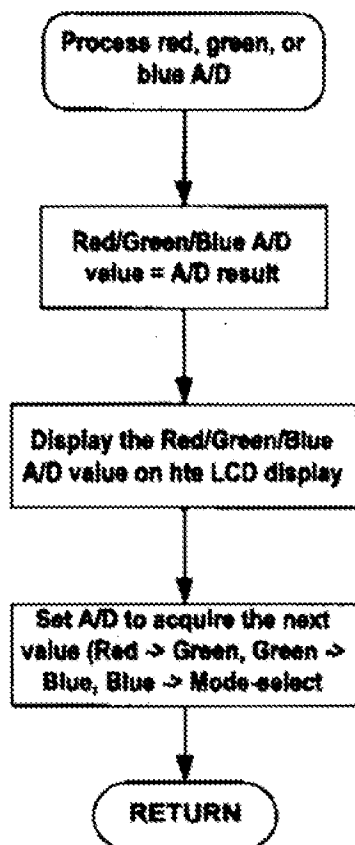 Process red, green, or
blue A/D
Red/Green/Blue A/D
value = A/D result
Display the Red/Green/Blue
A/D value on hte LCD display
Set A/D to acquire the next
value (Red -> Green, Green ->
Blue, Blue -> Mode-select
RETURN